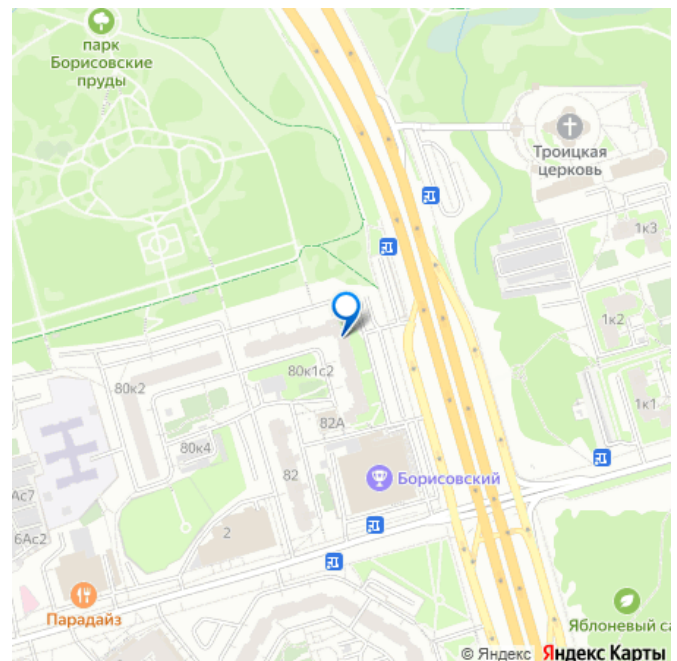 парк
Борисовские
пруды
Троицкая
церковь
1к3
1к2
80к1с2
80к2
1к1
82А
80к4
Борисовский
82
Ас7
2
6Ас2
Парадайз
Яблоневый са
© Яндекс Яндекс Карты